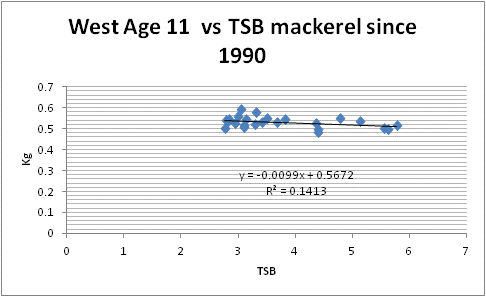 West Age 11  vs TSB mackerel since
1990
0.7
0.6
0.5
0.4
0.3
0.2
0.1
0
Kg
y = -0.0099x + 0.5672
R² = 0.1413
0 1 2 3 4 5 6 7
TSB